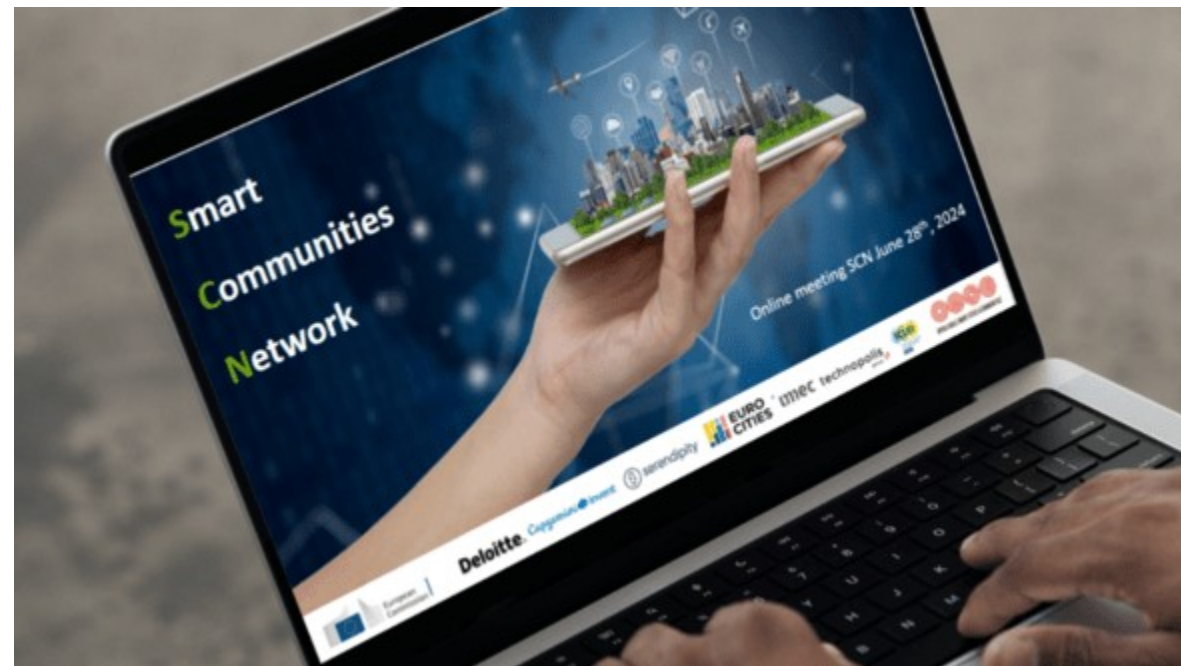 Smart
Communities
Network
Online meeting SCN June 28th, 2024
European
Commission
Deloitte.
Capgemini invent
serendipity
EURO
CITIES
imec
technopolis